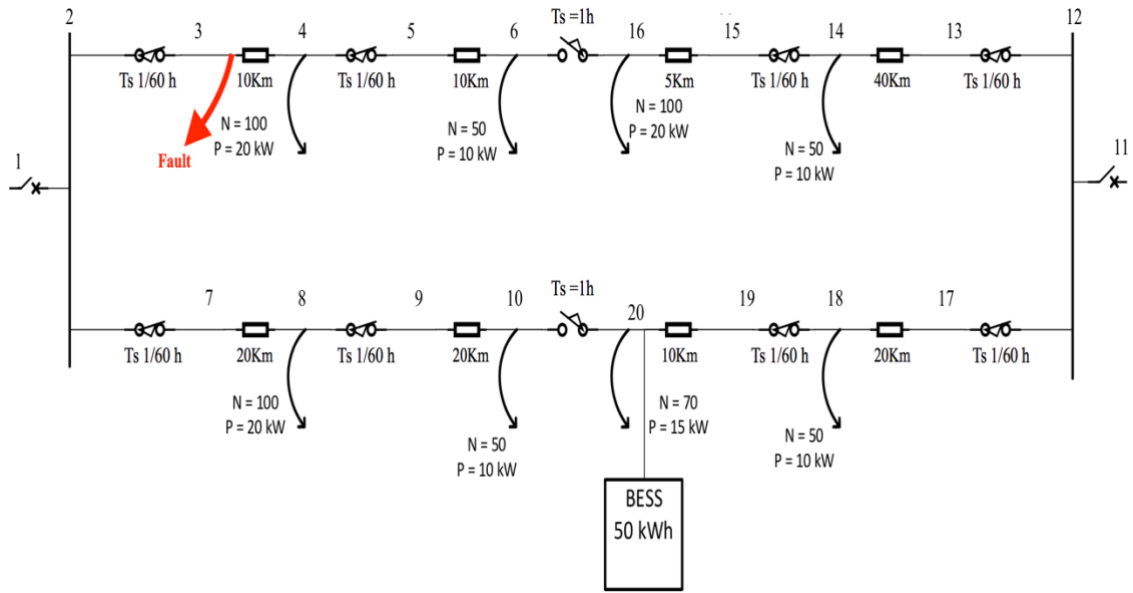 2
3
4
5
6
Ts =1h
16
15
14
13
12
Ts 1/60 h
10Km
Ts 1/60 h
10Km
5Km
Ts 1/60 h
40Km
Ts 1/60 h
N = 100
P = 20 kW
N = 50
P = 10 kW
N = 100
P = 20 kW
N = 50
P = 10 kW
Fault
1
11
7
8
9
10
Ts =1h
20
19
18
17
Ts 1/60 h
20Km
Ts 1/60 h
20Km
10Km
Ts 1/60 h
20Km
Ts 1/60 h
N = 100
P = 20 kW
N = 50
P = 10 kW
N = 70
P = 15 kW
N = 50
P = 10 kW
BESS
50 kWh